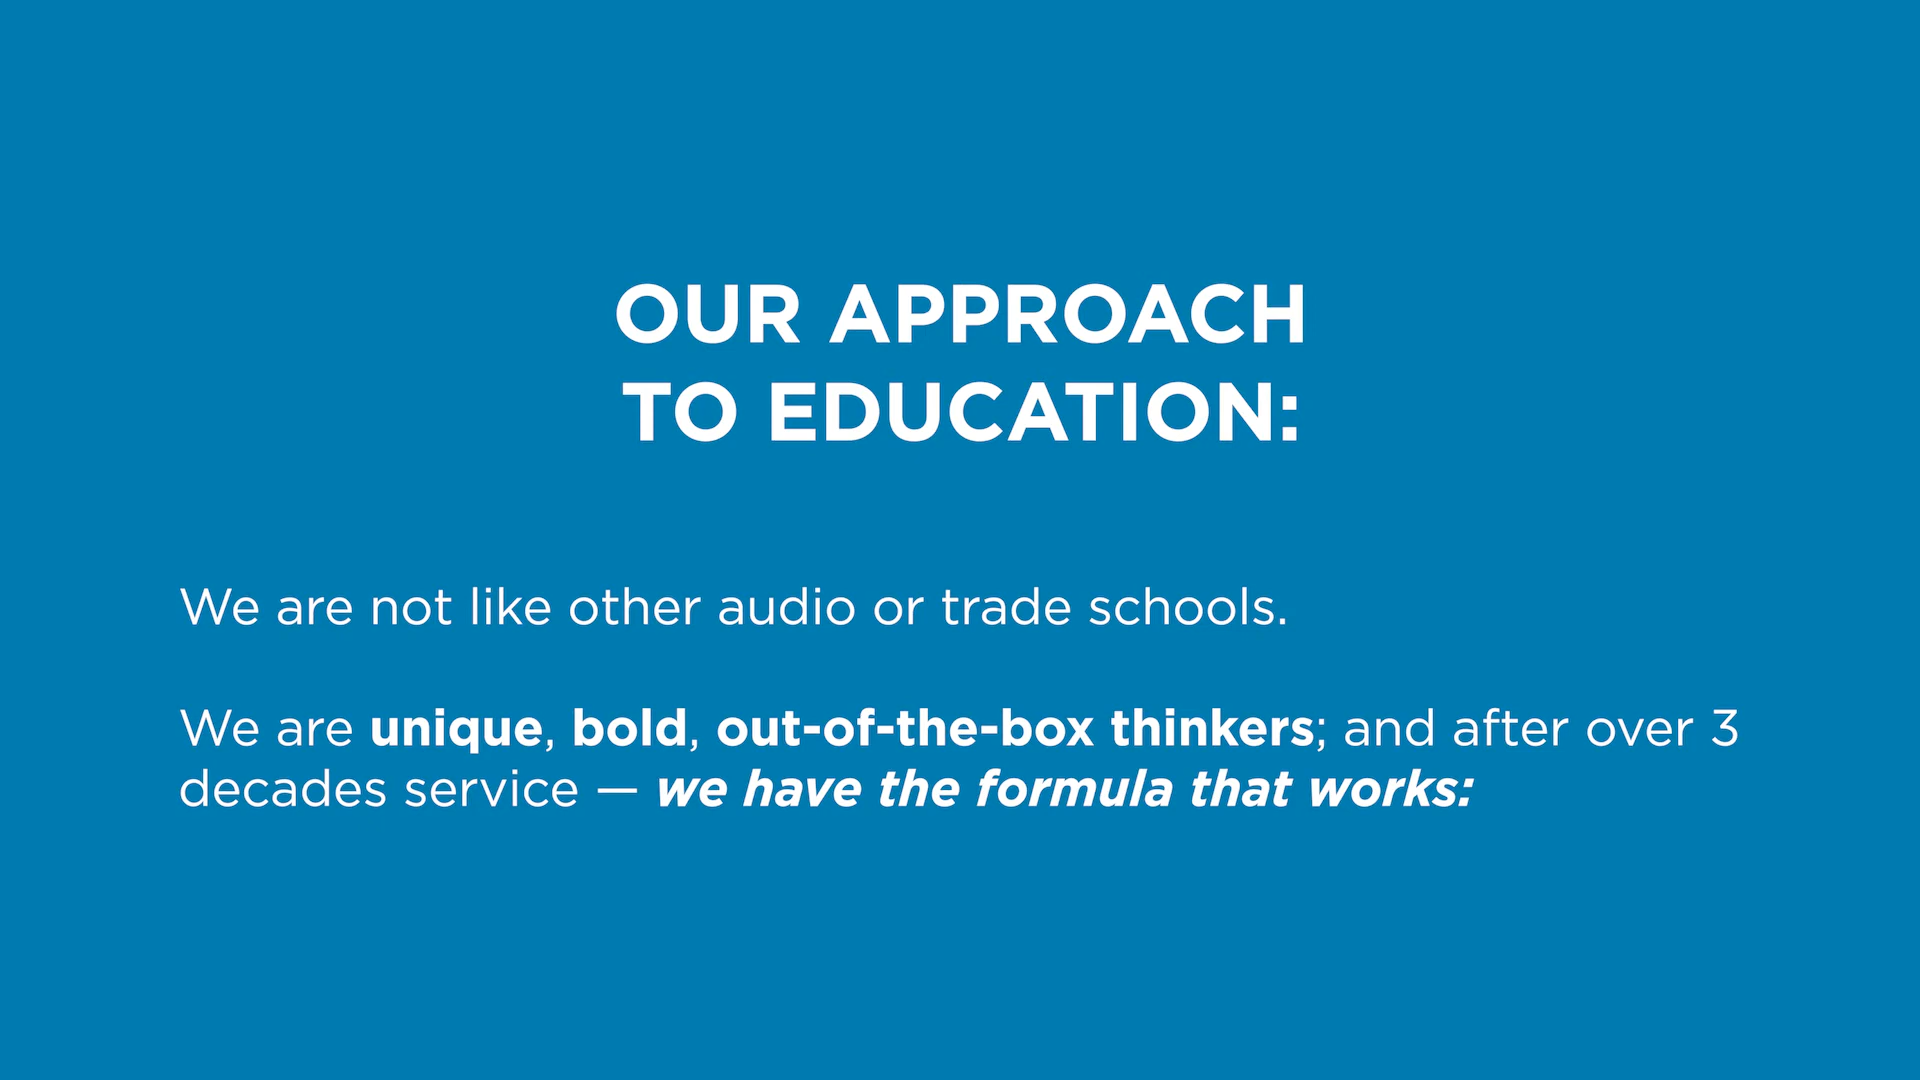 OUR APPROACH
TO EDUCATION:
We are not like other audio or trade schools.
We are unique, bold, out-of-the-box thinkers; and after over 3
decades service — we have the formula that works: